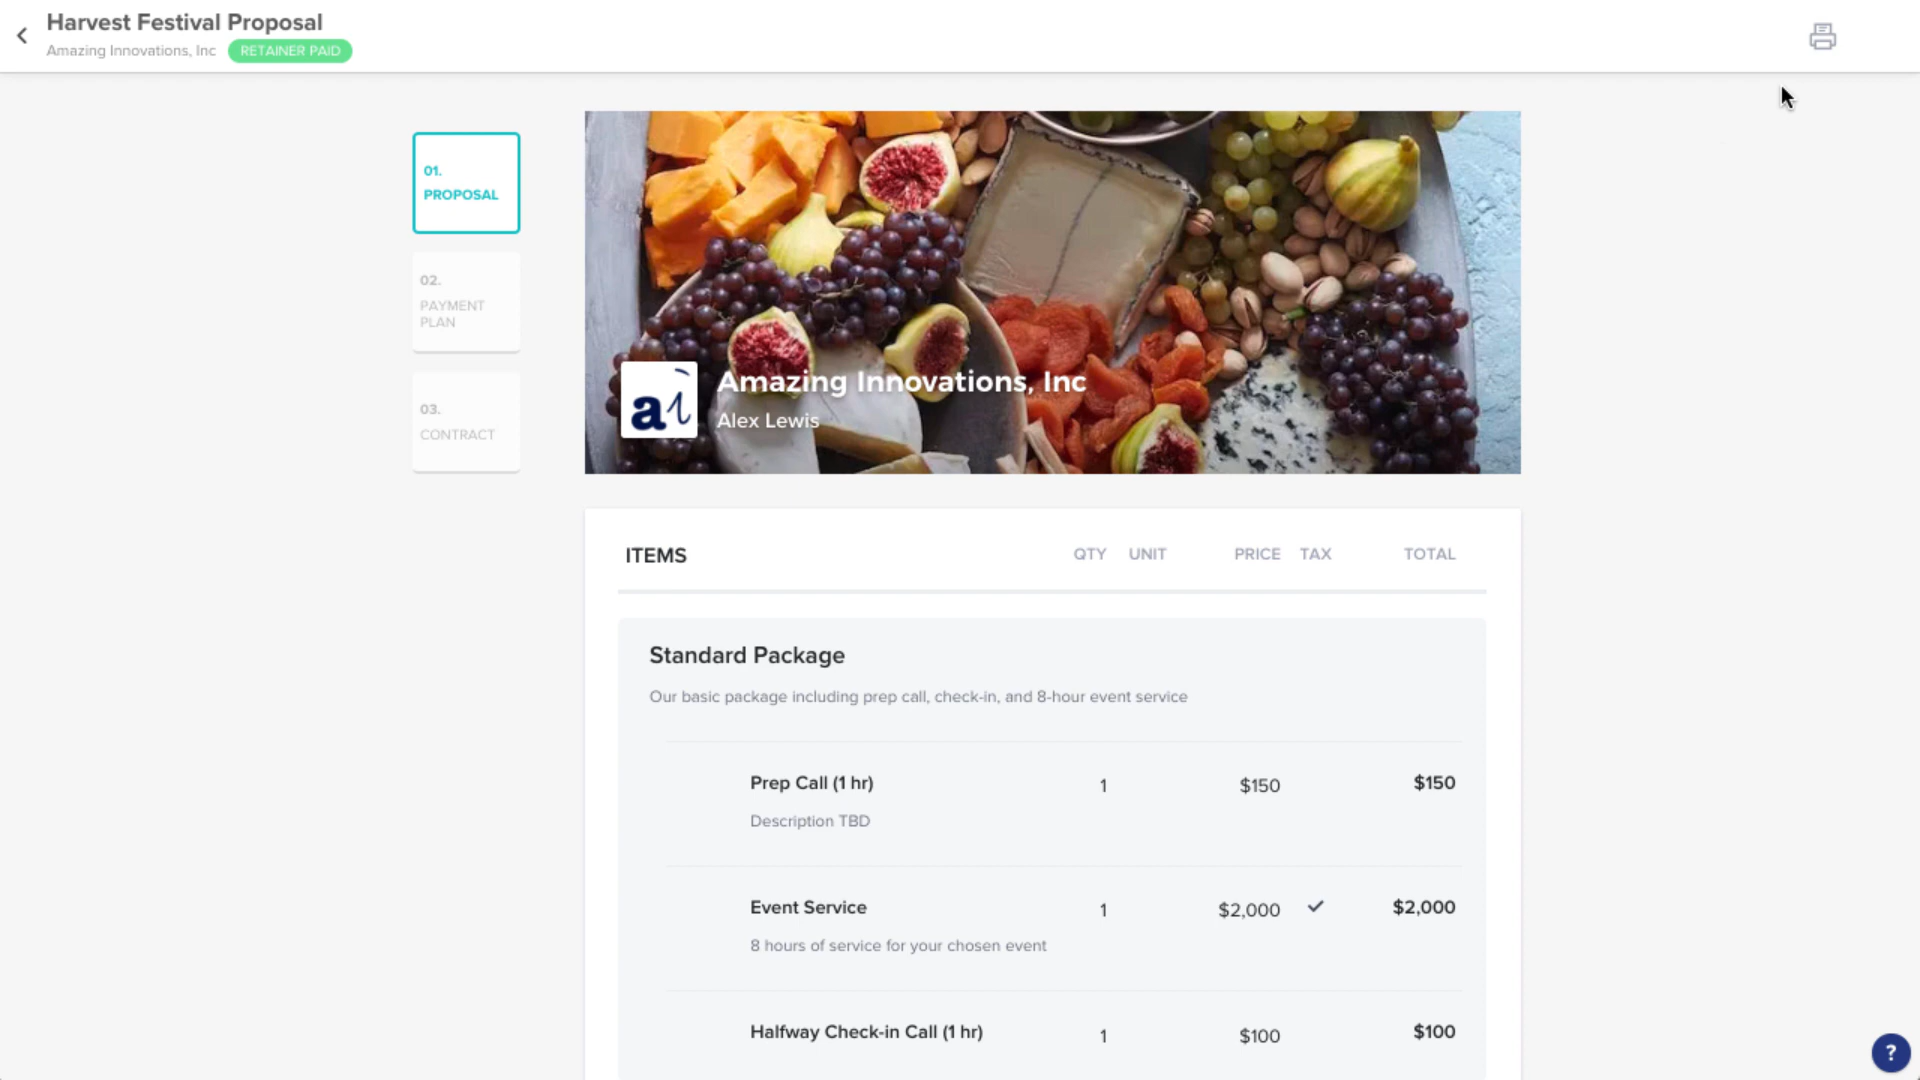 Harvest Festival Proposal
Amazing Innovations, Inc RETAINER PAID
01.
PROPOSAL
02.
PAYMENT
PLAN
03.
CONTRACT
ai
Amazing Innovations, Inc
Alex Lewis
ITEMS QTY UNIT PRICE TAX TOTAL
Standard Package
Our basic package including prep call, check-in, and 8-hour event service
Prep Call (1 hr) 1 $150 $150
Description TBD
Event Service 1 $2,000 $2,000
8 hours of service for your chosen event
Halfway Check-in Call (1 hr) 1 $100 $100
?